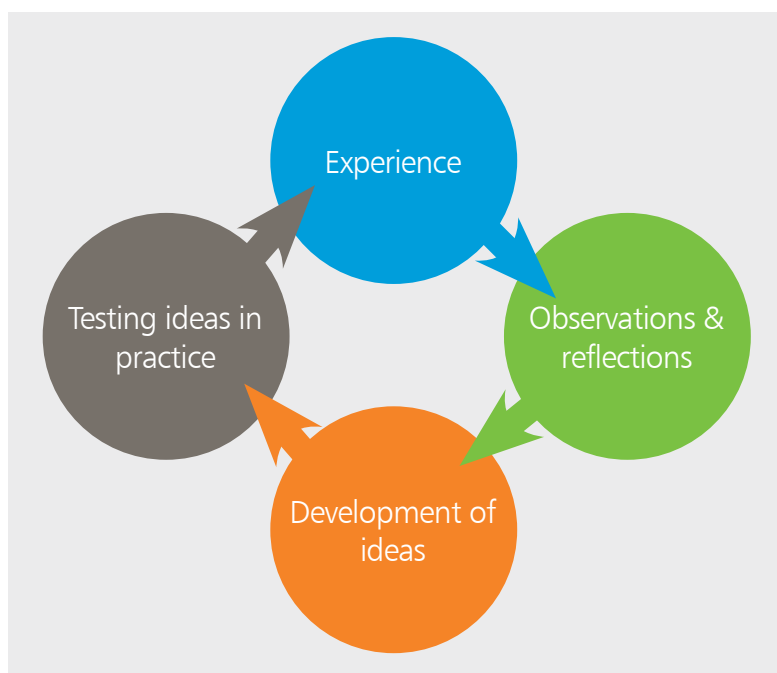 Experience
Observations &
reflections
Development of
ideas
Testing ideas in
practice